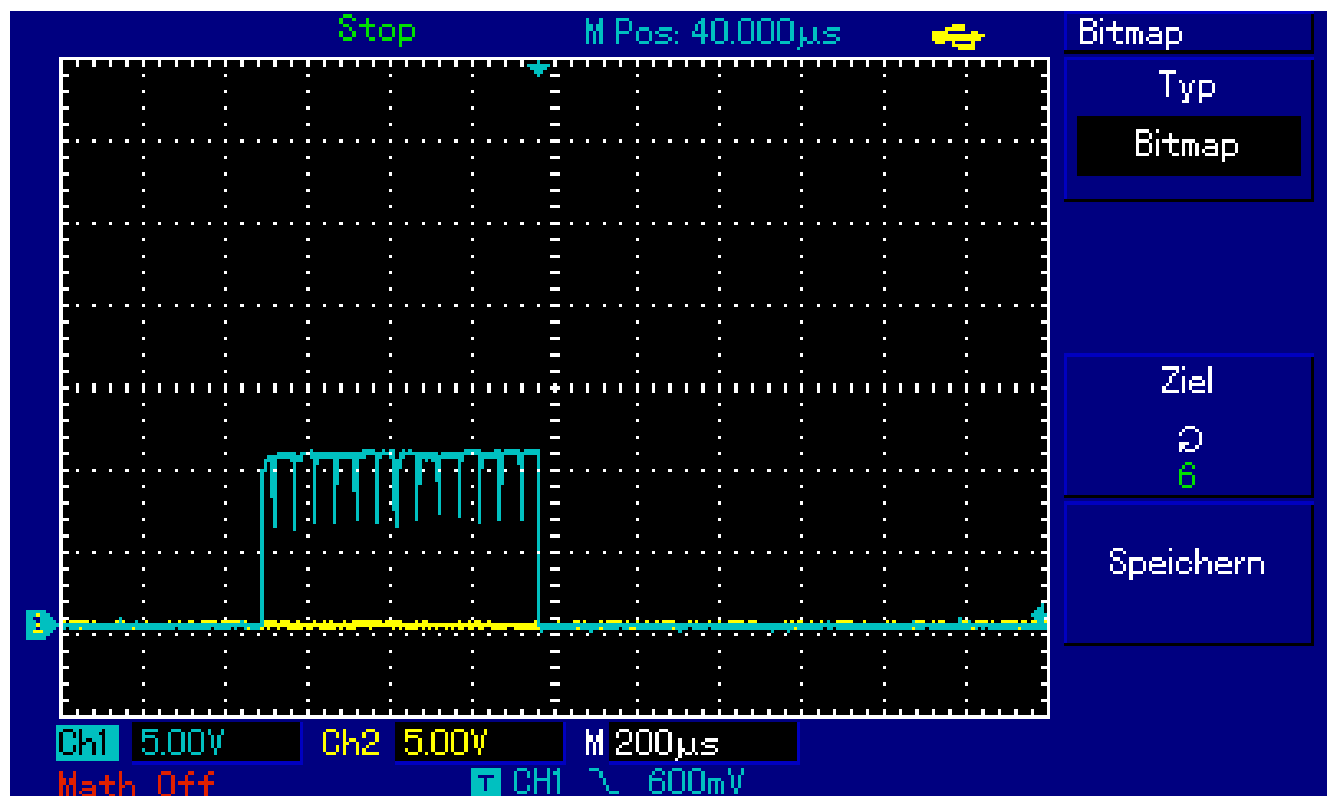 Stop M Pos: 40.000µs Bitmap
Typ
Bitmap
Ziel
6
Speichern
1
Ch1 5.00V Ch2 5.00V M 200µs
Math Off T CH1 600mV